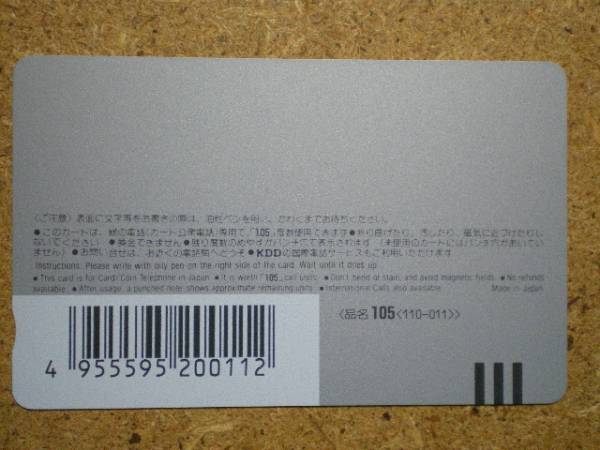 〈ご注意〉表面に文字等をお書きの際は、油性ペンを用い、かわくまでお待ちください。
●このカードは、緑の電話(カード公衆電話)専用で「105」度数使用できます●折り曲げたり、汚したり、磁気に近づけたりし
ないでください ●換金できません●残り度数のめやすがパンチ穴で表示されます (未使用のカードにはパンチ穴があいてい
ません)●お問い合せは、お近くの電話局へどうぞ ●KDDの国際電話サービスもご利用いただけます
Instructions: Please write with oily pen on the right side of the card. Wait until it dries up.
●This card is for Card/Coin Telephone in Japan. ●It is worth「105」call units. ●Don't bend or stain, and avoid magnetic fields. ●No refunds
available. ●After usage, a punched hole shows approximate remaining units. ●International Calls also available. Made in Japan
〈品名 105〈110-011〉〉
4 955595 200112